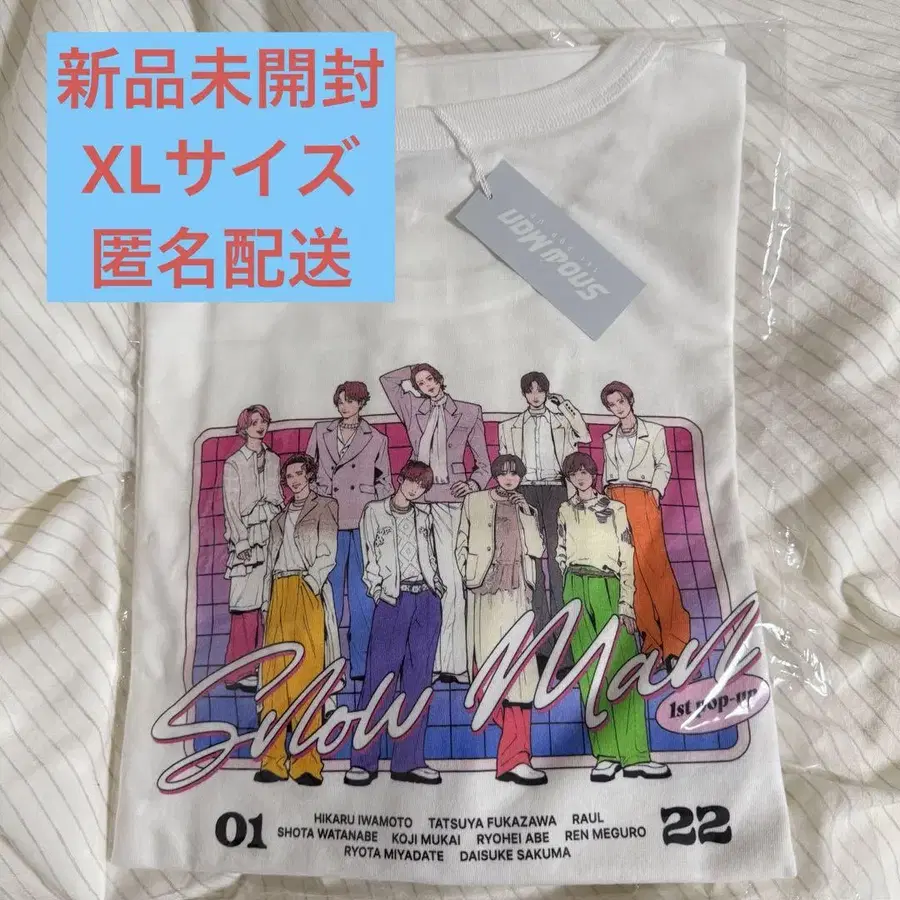 新品未開封
XLサイズ
匿名配送
Snow Man
Snow Man
1st pop-up
01
HIKARU IWAMOTO TATSUYA FUKAZAWA RAUL
SHOTA WATANABE KOJI MUKAI RYOHEI ABE REN MEGURO
RYOTA MIYADATE DAISUKE SAKUMA
22